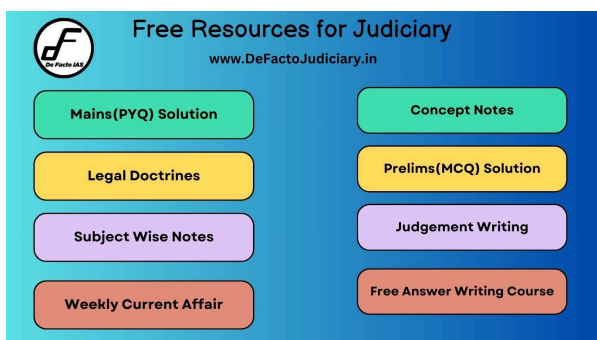 Free Resources for Judiciary
www.DeFactoJudiciary.in
De Facto IAS
Mains(PYQ) Solution
Concept Notes
Legal Doctrines
Prelims(MCQ) Solution
Subject Wise Notes
Judgement Writing
Weekly Current Affair
Free Answer Writing Course